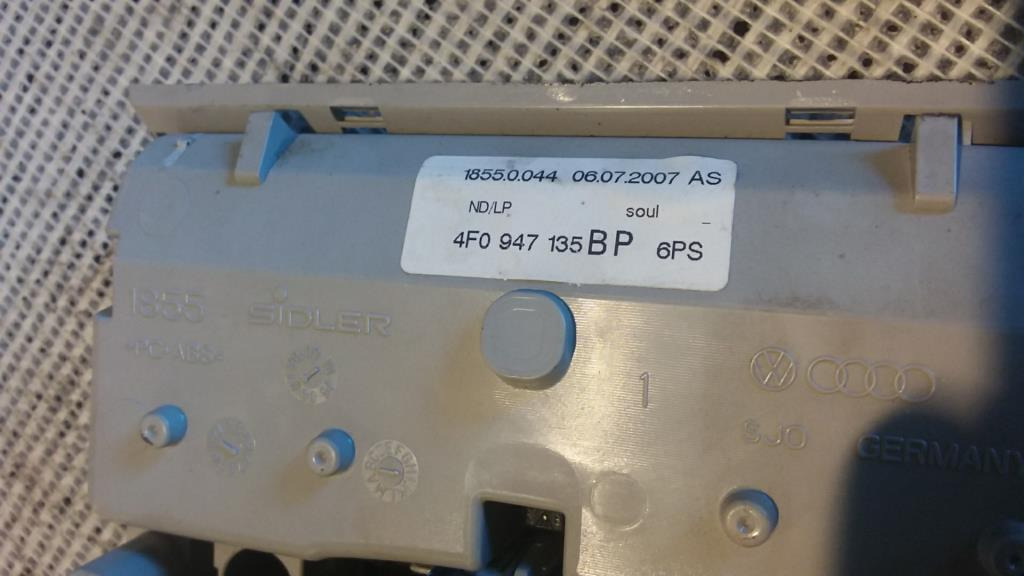 1855.0.044 06.07.2007 AS
ND/LP soul _
4F0 947 135 BP 6PS
1855 SiDLER
>PC-ABS<
1
SJO
GERMANY